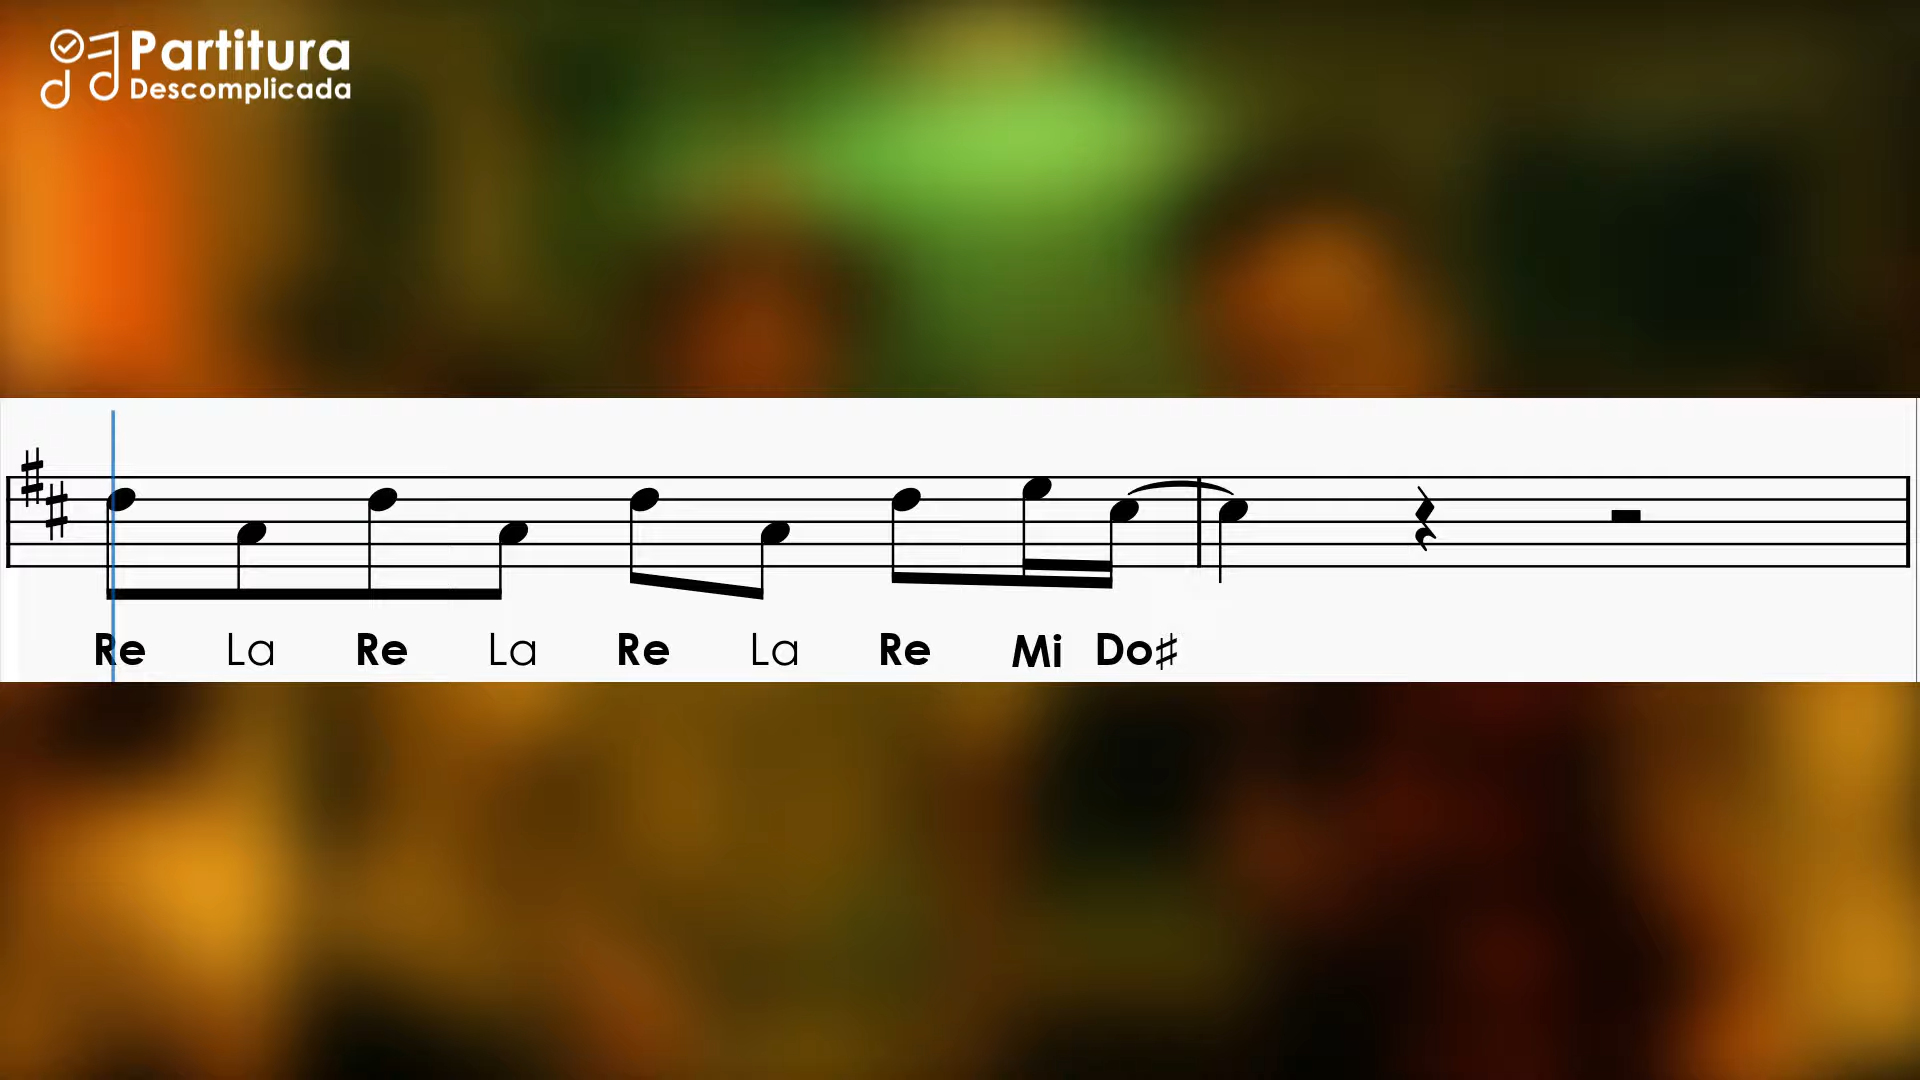 Partitura
Descomplicada
Re La Re La Re La Re Mi Do♯